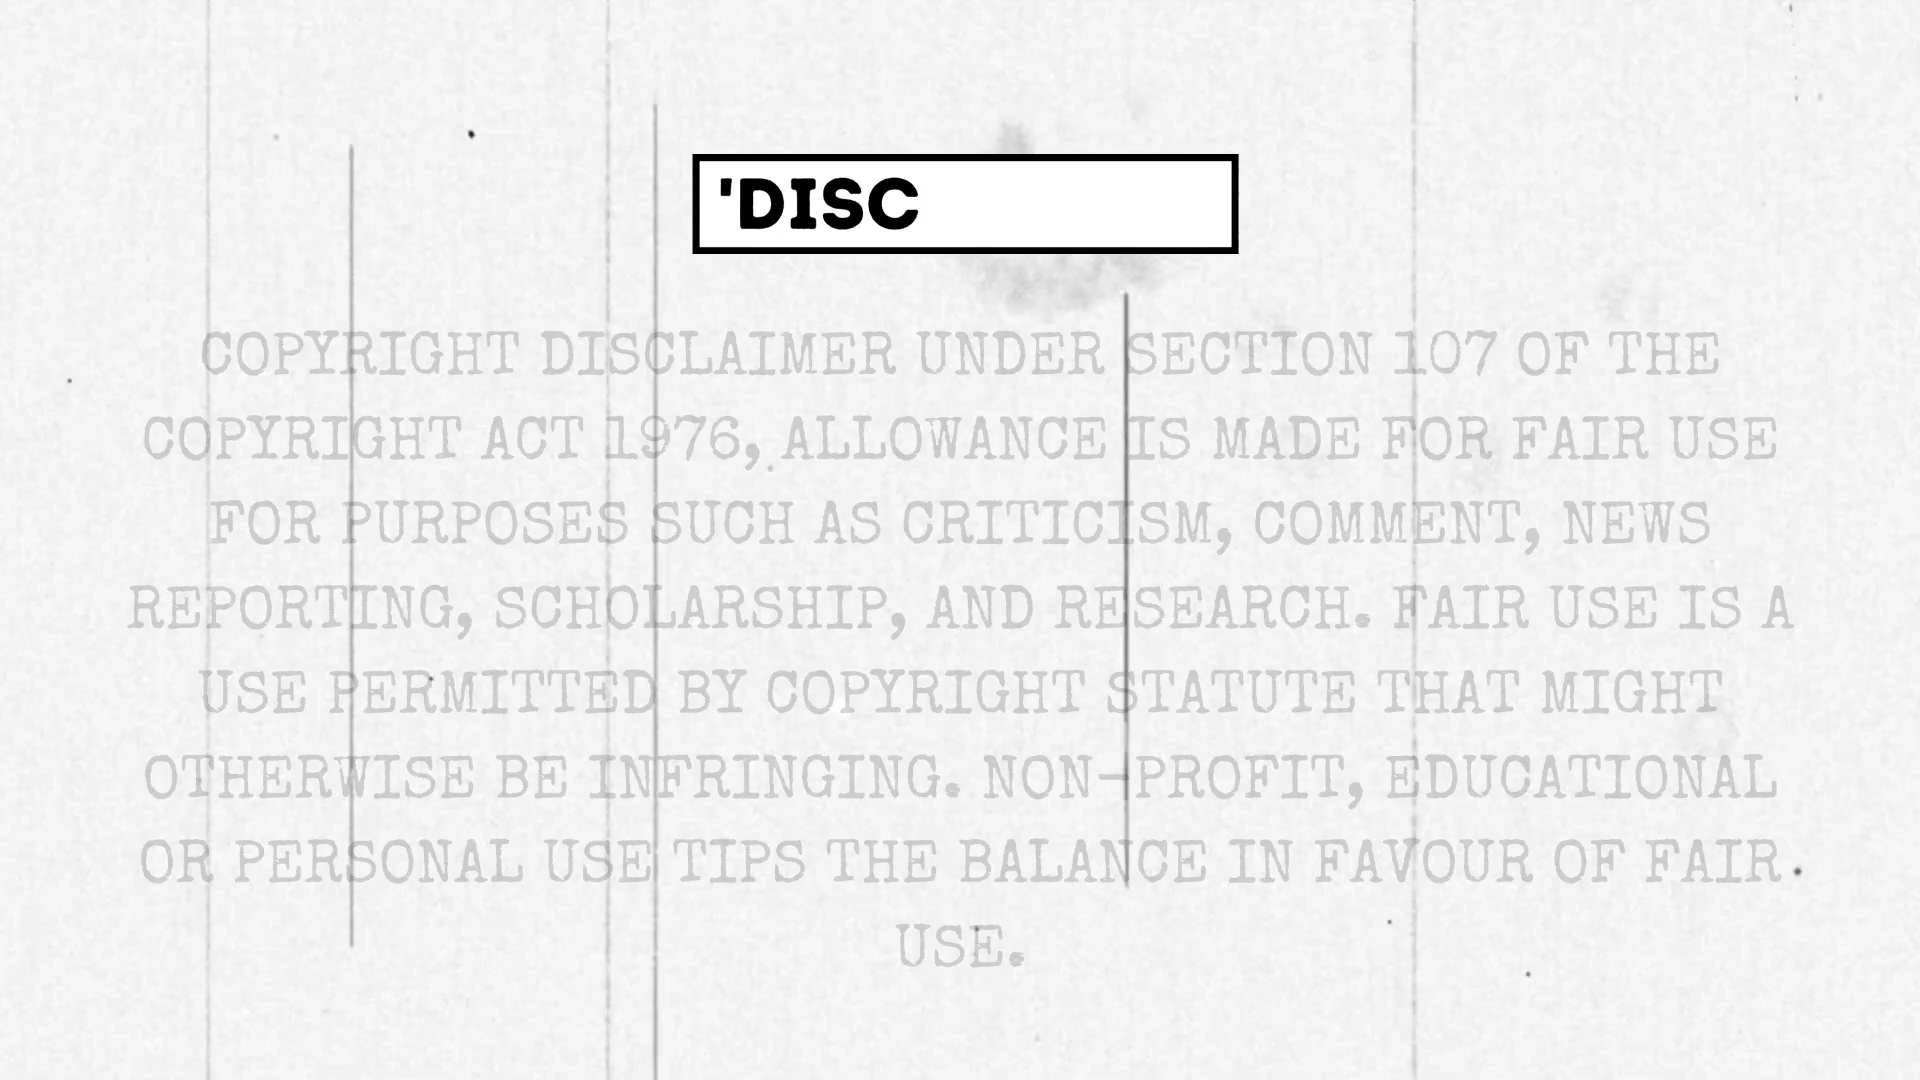 'DISC
COPYRIGHT DISCLAIMER UNDER SECTION 107 OF THE
COPYRIGHT ACT 1976, ALLOWANCE IS MADE FOR FAIR USE
FOR PURPOSES SUCH AS CRITICISM, COMMENT, NEWS
REPORTING, SCHOLARSHIP, AND RESEARCH. FAIR USE IS A
USE PERMITTED BY COPYRIGHT STATUTE THAT MIGHT
OTHERWISE BE INFRINGING. NON-PROFIT, EDUCATIONAL
OR PERSONAL USE TIPS THE BALANCE IN FAVOUR OF FAIR
USE.